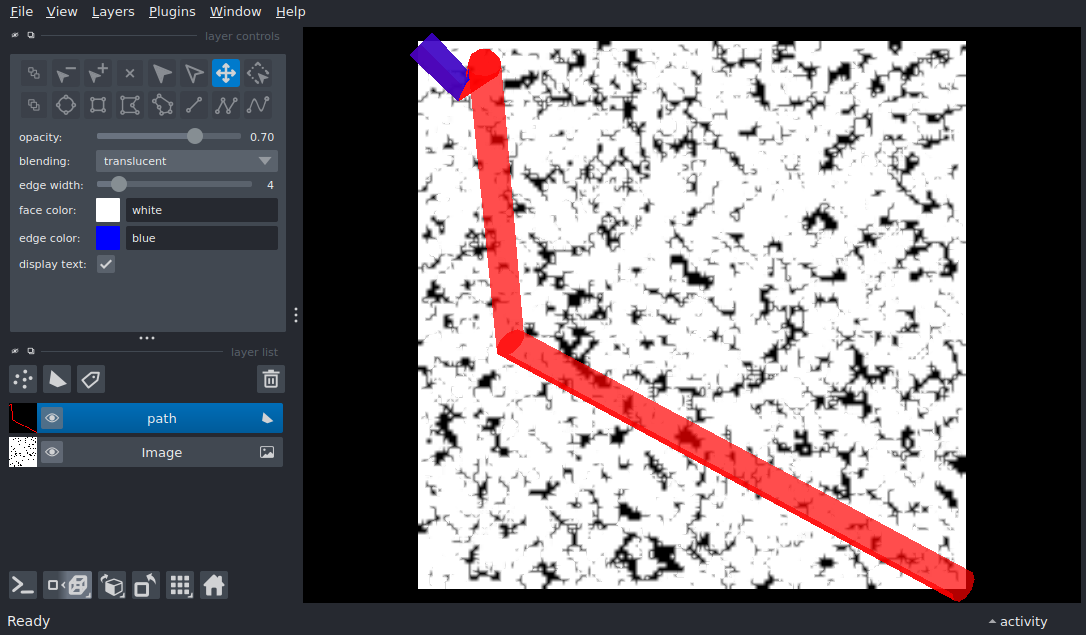 File View Layers Plugins Window Help
layer controls
opacity: 0.70
blending: translucent
edge width: 4
face color: white
edge color: blue
display text:
layer list
path
Image
Ready
activity